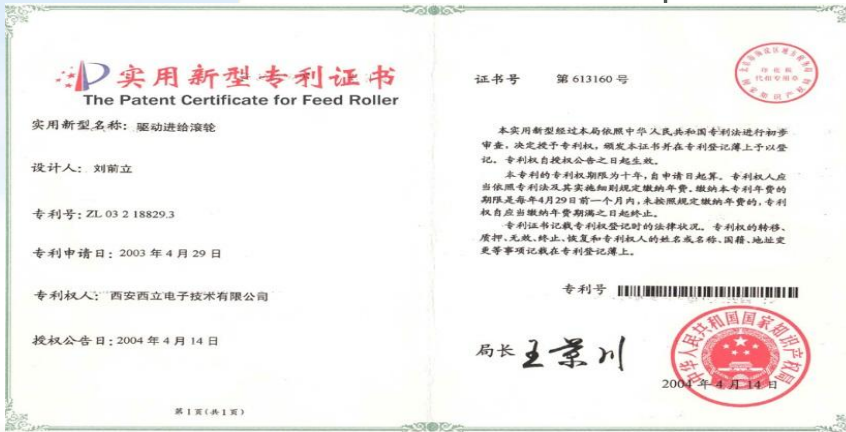 实用新型专利证书
The Patent Certificate for Feed Roller
实用新型名称：驱动进给滚轮
设计人：刘前立
专利号：ZL 03 2 18829.3
专利申请日：2003 年 4 月 29 日
专利权人：西安西立电子技术有限公司
授权公告日：2004 年 4 月 14 日
第 1 页(共 1 页)
证书号 第 613160 号
本实用新型经过本局依照中华人民共和国专利法进行初步
审查，决定授予专利权，颁发本证书并在专利登记簿上予以登
记。专利权自授权公告之日起生效。
本专利的专利权期限为十年，自申请日起算。专利权人应
当依照专利法及其实施细则规定缴纳年费。缴纳本专利年费的
期限是每年4月29日前一个月内，未按照规定缴纳年费的，专利
权自应当缴纳年费期满之日起终止。
专利证书记载专利权登记时的法律状况。专利权的转移、
质押、无效、终止、恢复和专利权人的姓名或名称、国籍、地址变
更等事项记载在专利登记簿上。
专利号
局长 王景川
中华人民共和国国家知识产权局
2004 年 4 月 14 日